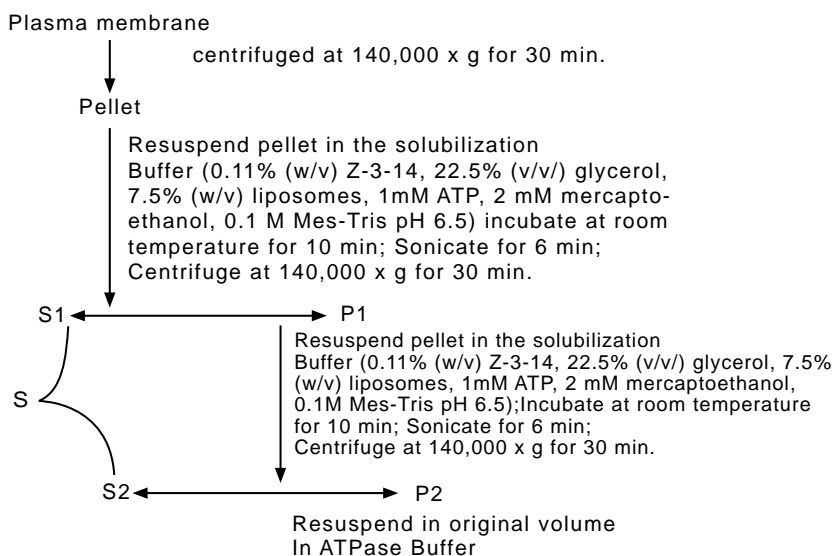 Plasma membrane
centrifuged at 140,000 x g for 30 min.
Pellet
Resuspend pellet in the solubilization
Buffer (0.11% (w/v) Z-3-14, 22.5% (v/v/) glycerol,
7.5% (w/v) liposomes, 1mM ATP, 2 mM mercapto-
ethanol, 0.1 M Mes-Tris pH 6.5) incubate at room
temperature for 10 min; Sonicate for 6 min;
Centrifuge at 140,000 x g for 30 min.
S1 P1
Resuspend pellet in the solubilization
Buffer (0.11% (w/v) Z-3-14, 22.5% (v/v/) glycerol, 7.5%
(w/v) liposomes, 1mM ATP, 2 mM mercaptoethanol,
0.1M Mes-Tris pH 6.5);Incubate at room temperature
for 10 min; Sonicate for 6 min;
Centrifuge at 140,000 x g for 30 min.
S
S2 P2
Resuspend in original volume
In ATPase Buffer